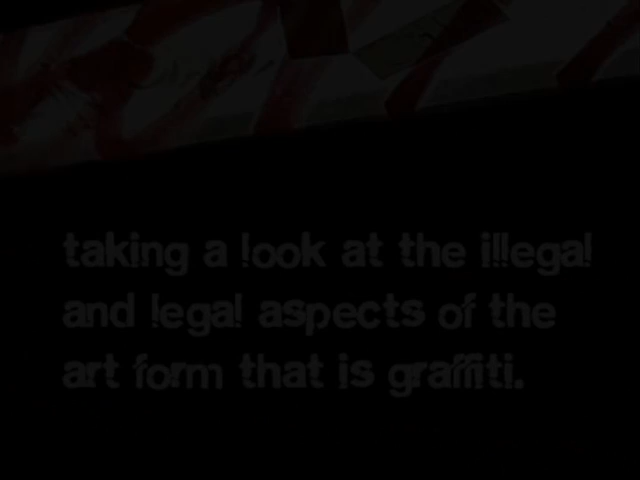 taking a look at the illegal
and legal aspects of the
art form that is graffiti.